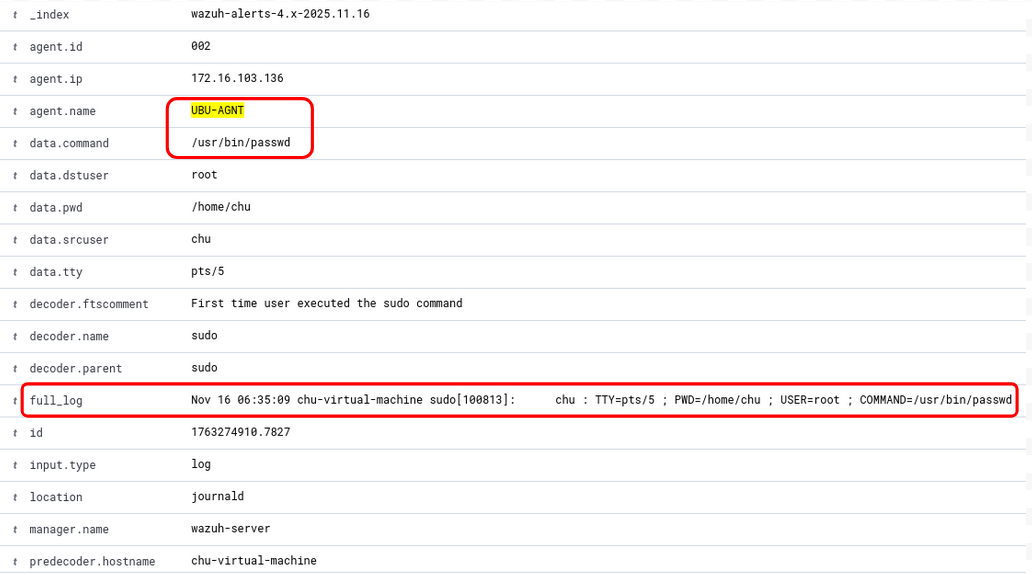 t _index wazuh-alerts-4.x-2025.11.16
t agent.id 002
t agent.ip 172.16.103.136
t agent.name UBU-AGNT
t data.command /usr/bin/passwd
t data.dstuser root
t data.pwd /home/chu
t data.srcuser chu
t data.tty pts/5
t decoder.ftscomment First time user executed the sudo command
t decoder.name sudo
t decoder.parent sudo
t full_log Nov 16 06:35:09 chu-virtual-machine sudo[100813]: chu : TTY=pts/5 ; PWD=/home/chu ; USER=root ; COMMAND=/usr/bin/passwd
t id 1763274910.7827
t input.type log
t location journald
t manager.name wazuh-server
t predecoder.hostname chu-virtual-machine